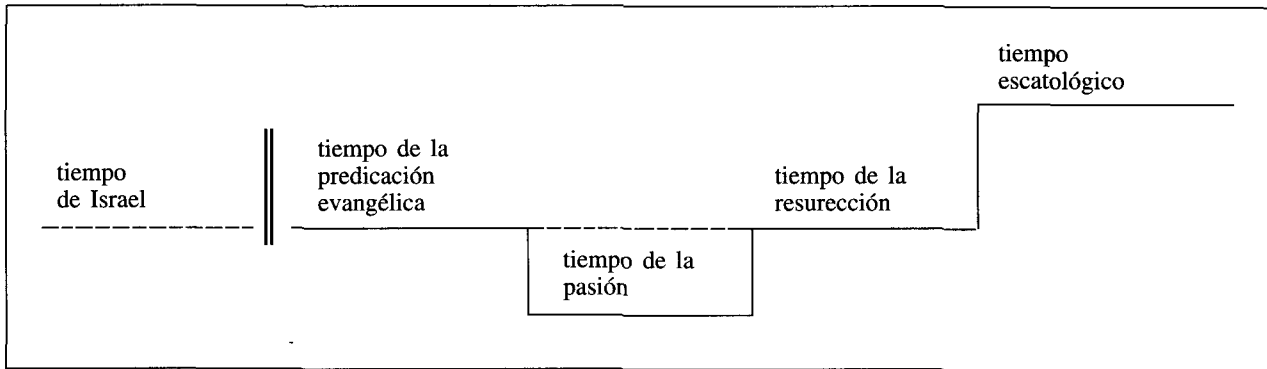 tiempo
de Israel
tiempo de la
predicación
evangélica
tiempo de la
pasión
tiempo de la
resurección
tiempo
escatológico